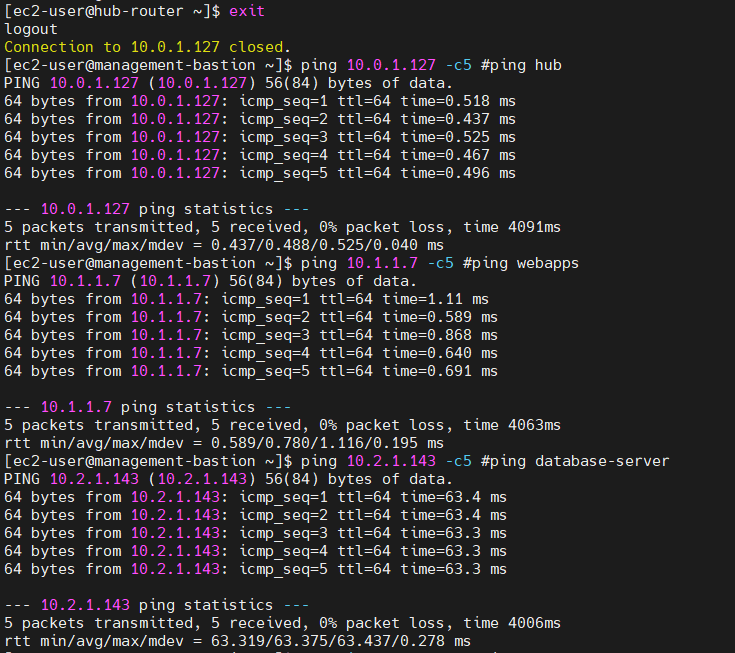 [ec2-user@hub-router ~]$ exit
logout
Connection to 10.0.1.127 closed.
[ec2-user@management-bastion ~]$ ping 10.0.1.127 -c5 #ping hub
PING 10.0.1.127 (10.0.1.127) 56(84) bytes of data.
64 bytes from 10.0.1.127: icmp_seq=1 ttl=64 time=0.518 ms
64 bytes from 10.0.1.127: icmp_seq=2 ttl=64 time=0.437 ms
64 bytes from 10.0.1.127: icmp_seq=3 ttl=64 time=0.525 ms
64 bytes from 10.0.1.127: icmp_seq=4 ttl=64 time=0.467 ms
64 bytes from 10.0.1.127: icmp_seq=5 ttl=64 time=0.496 ms

--- 10.0.1.127 ping statistics ---
5 packets transmitted, 5 received, 0% packet loss, time 4091ms
rtt min/avg/max/mdev = 0.437/0.488/0.525/0.040 ms
[ec2-user@management-bastion ~]$ ping 10.1.1.7 -c5 #ping webapps
PING 10.1.1.7 (10.1.1.7) 56(84) bytes of data.
64 bytes from 10.1.1.7: icmp_seq=1 ttl=64 time=1.11 ms
64 bytes from 10.1.1.7: icmp_seq=2 ttl=64 time=0.589 ms
64 bytes from 10.1.1.7: icmp_seq=3 ttl=64 time=0.868 ms
64 bytes from 10.1.1.7: icmp_seq=4 ttl=64 time=0.640 ms
64 bytes from 10.1.1.7: icmp_seq=5 ttl=64 time=0.691 ms

--- 10.1.1.7 ping statistics ---
5 packets transmitted, 5 received, 0% packet loss, time 4063ms
rtt min/avg/max/mdev = 0.589/0.780/1.116/0.195 ms
[ec2-user@management-bastion ~]$ ping 10.2.1.143 -c5 #ping database-server
PING 10.2.1.143 (10.2.1.143) 56(84) bytes of data.
64 bytes from 10.2.1.143: icmp_seq=1 ttl=64 time=63.4 ms
64 bytes from 10.2.1.143: icmp_seq=2 ttl=64 time=63.4 ms
64 bytes from 10.2.1.143: icmp_seq=3 ttl=64 time=63.3 ms
64 bytes from 10.2.1.143: icmp_seq=4 ttl=64 time=63.3 ms
64 bytes from 10.2.1.143: icmp_seq=5 ttl=64 time=63.3 ms

--- 10.2.1.143 ping statistics ---
5 packets transmitted, 5 received, 0% packet loss, time 4006ms
rtt min/avg/max/mdev = 63.319/63.375/63.437/0.278 ms